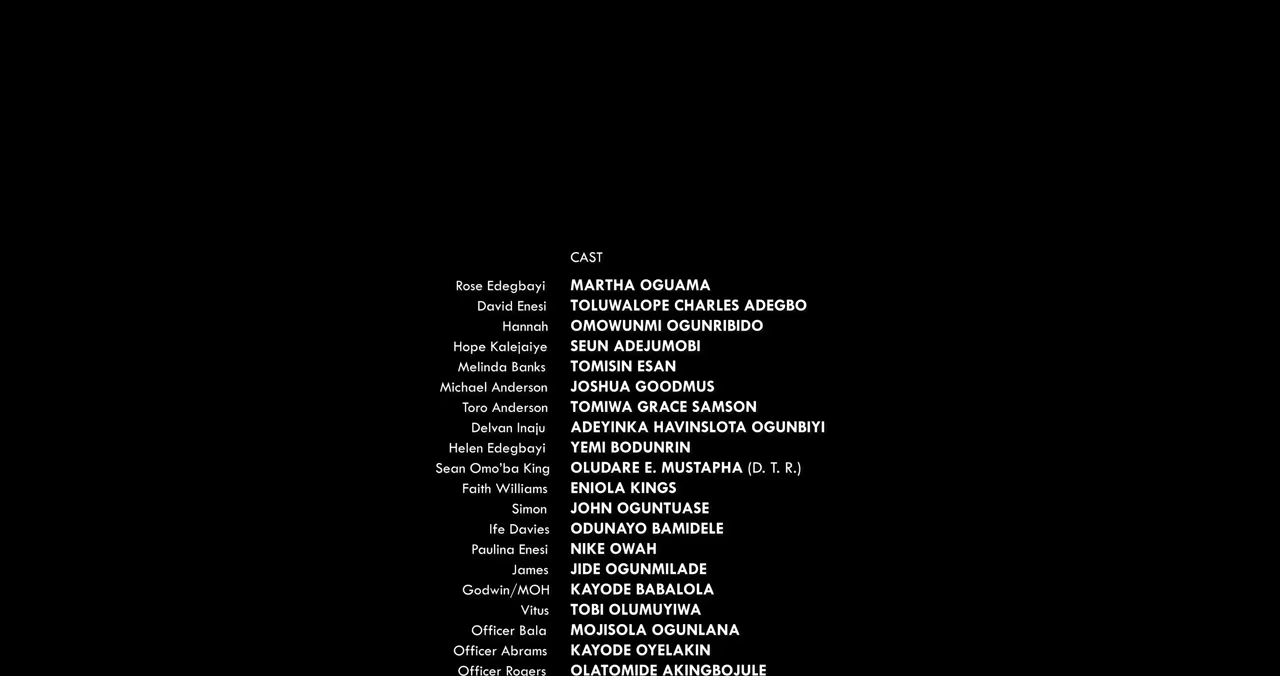 CAST
Rose Edegbayi MARTHA OGUAMA
David Enesi TOLUWALOPE CHARLES ADEGBO
Hannah OMOWUNMI OGUNRIBIDO
Hope Kalejaiye SEUN ADEJUMOBI
Melinda Banks TOMISIN ESAN
Michael Anderson JOSHUA GOODMUS
Toro Anderson TOMIWA GRACE SAMSON
Delvan Inaju ADEYINKA HAVINSLOTA OGUNBIYI
Helen Edegbayi YEMI BODUNRIN
Sean Omo'ba King OLUDARE E. MUSTAPHA (D. T. R.)
Faith Williams ENIOLA KINGS
Simon JOHN OGUNTUASE
Ife Davies ODUNAYO BAMIDELE
Paulina Enesi NIKE OWAH
James JIDE OGUNMILADE
Godwin/MOH KAYODE BABALOLA
Vitus TOBI OLUMUYIWA
Officer Bala MOJISOLA OGUNLANA
Officer Abrams KAYODE OYELAKIN
Officer Rogers OLATOMIDE AKINGBOJULE